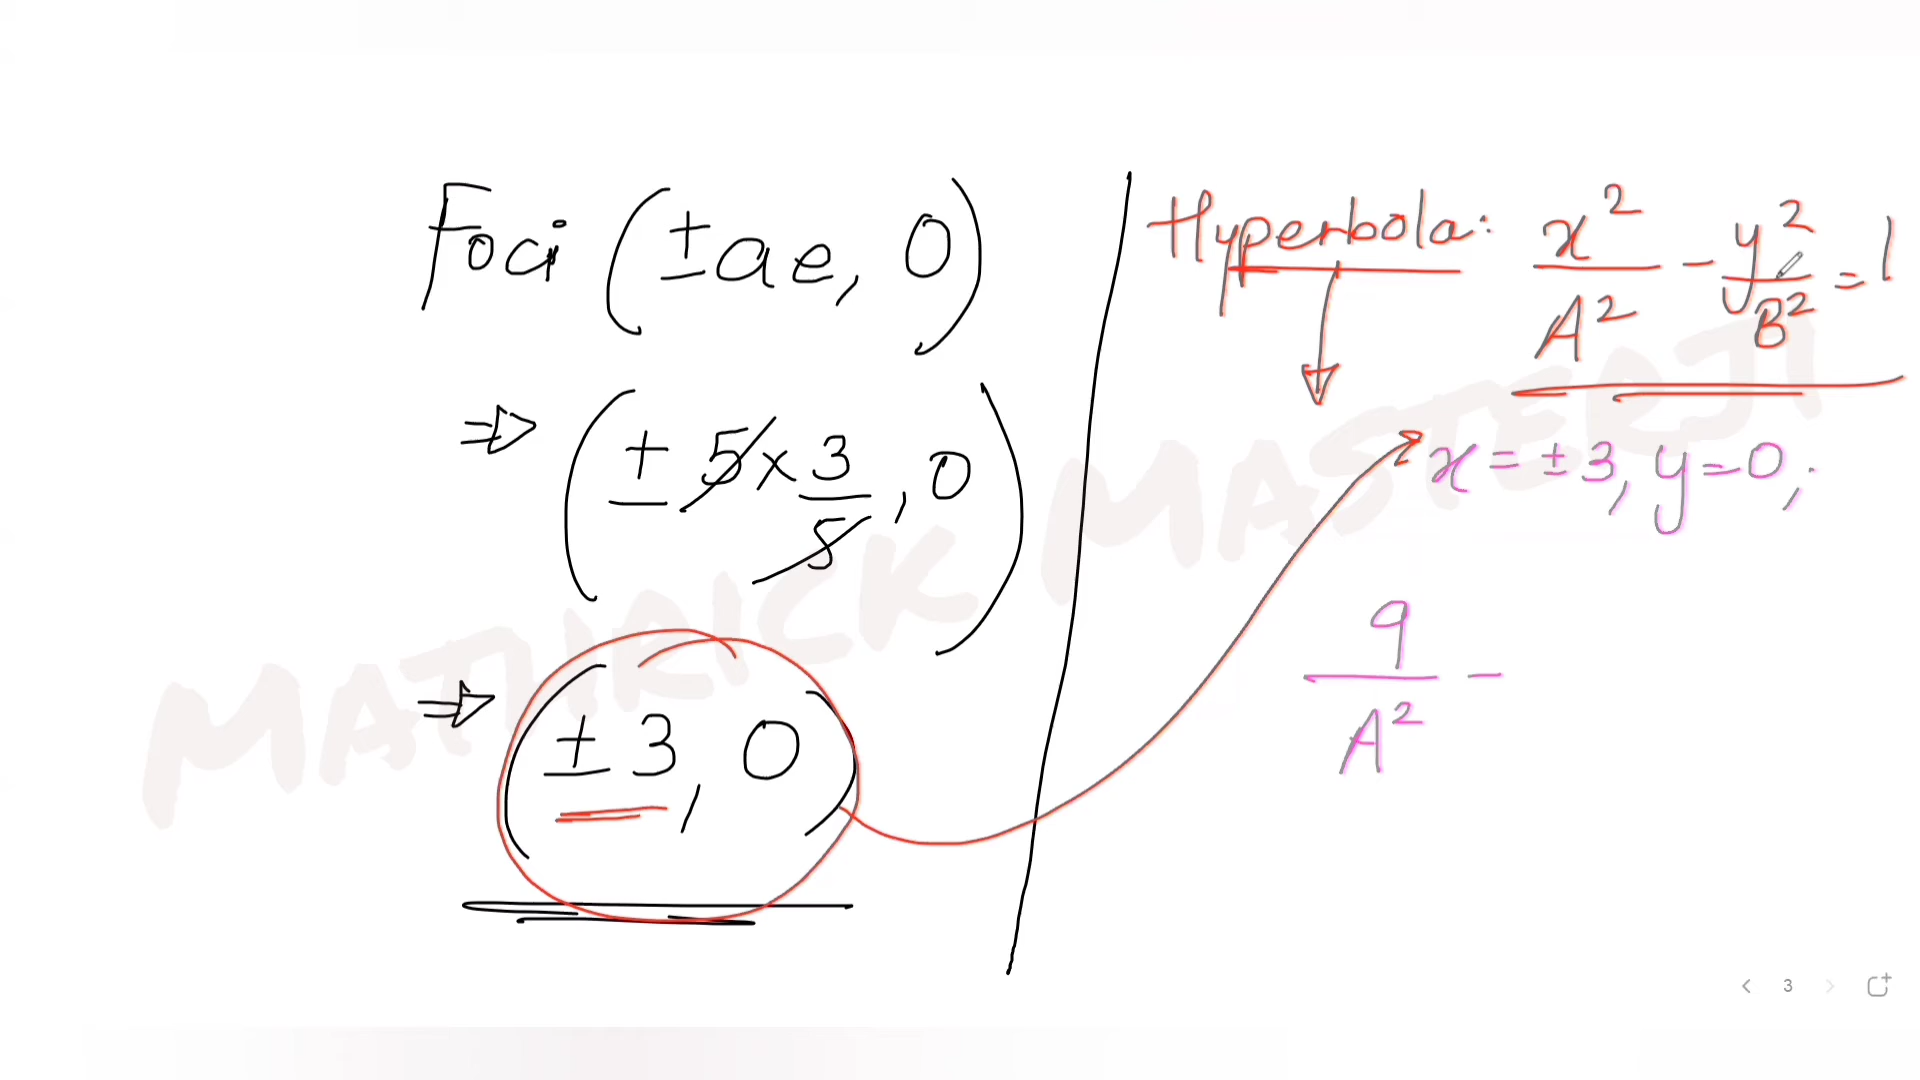 Foci (±ae, 0)
⇒ (± 5 × 3/5, 0)
⇒ (± 3, 0)
Hyperbola: x²/A² - y²/B² = 1
x = ±3, y = 0;
9/A² -
MATHRICK MASTERJI
< 3 >